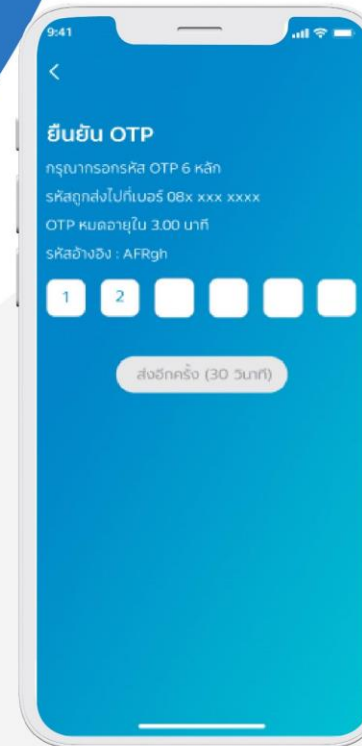 9:41
ยืนยัน OTP
กรุณากรอกรหัส OTP 6 หลัก
รหัสถูกส่งไปที่เบอร์ 08x xxx xxxx
OTP หมดอายุใน 3.00 นาที
รหัสอ้างอิง : AFRgh
1 2
ส่งอีกครั้ง (30 วินาที)